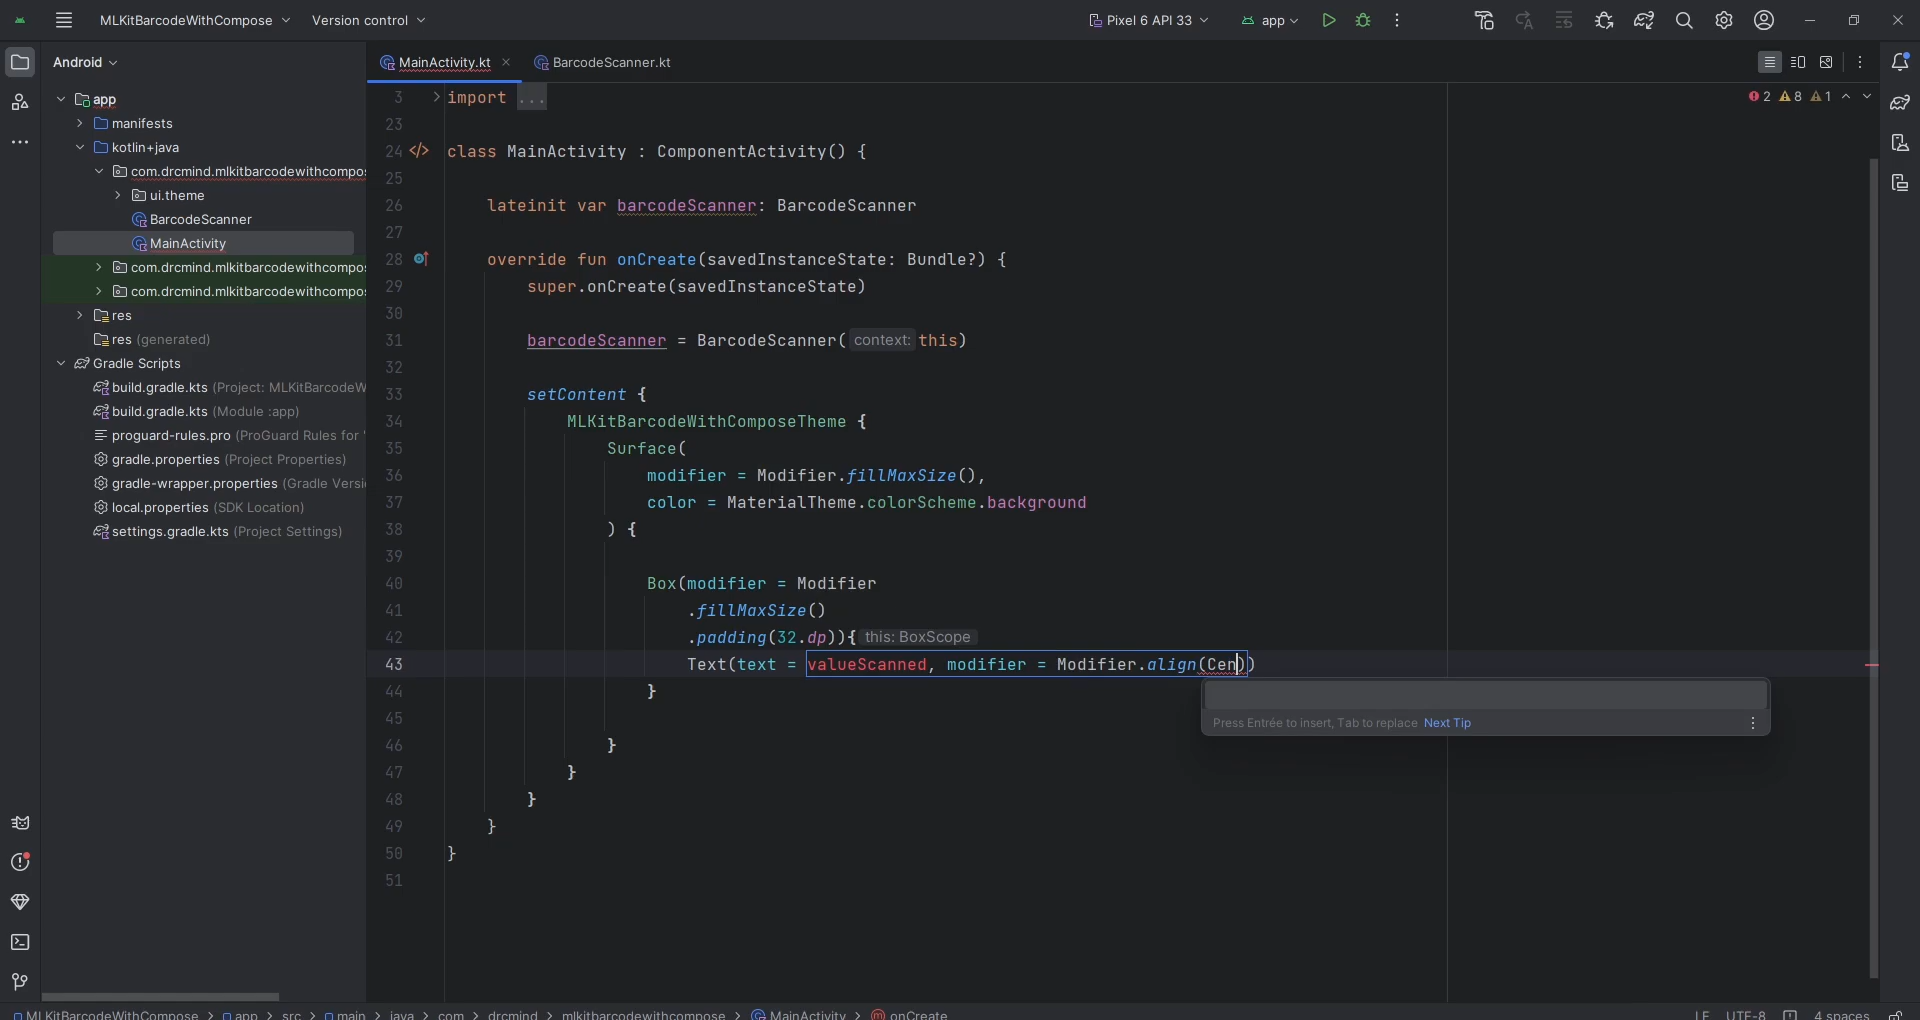 MLKitBarcodeWithCompose Version control Pixel 6 API 33 app
Android
MainActivity.kt BarcodeScanner.kt
app
manifests
kotlin+java
com.drcmind.mlkitbarcodewithcompos
ui.theme
BarcodeScanner
MainActivity
com.drcmind.mlkitbarcodewithcompos
com.drcmind.mlkitbarcodewithcompos
res
res (generated)
Gradle Scripts
build.gradle.kts (Project: MLKitBarcodeW
build.gradle.kts (Module :app)
proguard-rules.pro (ProGuard Rules for "
gradle.properties (Project Properties)
gradle-wrapper.properties (Gradle Versi
local.properties (SDK Location)
settings.gradle.kts (Project Settings)
2 8 1
3 import ...
23
24 class MainActivity : ComponentActivity() {
25
26 lateinit var barcodeScanner: BarcodeScanner
27
28 override fun onCreate(savedInstanceState: Bundle?) {
29 super.onCreate(savedInstanceState)
30
31 barcodeScanner = BarcodeScanner( context: this)
32
33 setContent {
34 MLKitBarcodeWithComposeTheme {
35 Surface(
36 modifier = Modifier.fillMaxSize(),
37 color = MaterialTheme.colorScheme.background
38 ) {
39
40 Box(modifier = Modifier
41 .fillMaxSize()
42 .padding(32.dp)){ this: BoxScope
43 Text(text = valueScanned, modifier = Modifier.align(Cen))
44 }
45
46 }
47 }
48 }
49 }
50 }
51
Press Entrée to insert, Tab to replace Next Tip
MLKitBarcodeWithCompose > app > src > main > java > com > drcmind > mlkitbarcodewithcompose > MainActivity > onCreate LF UTF-8 4 spaces